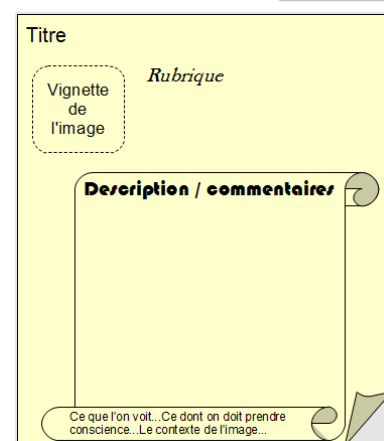 Titre
Rubrique
Vignette
de
l'image
Description / commentaires
Ce que l'on voit...Ce dont on doit prendre
conscience...Le contexte de l'image...